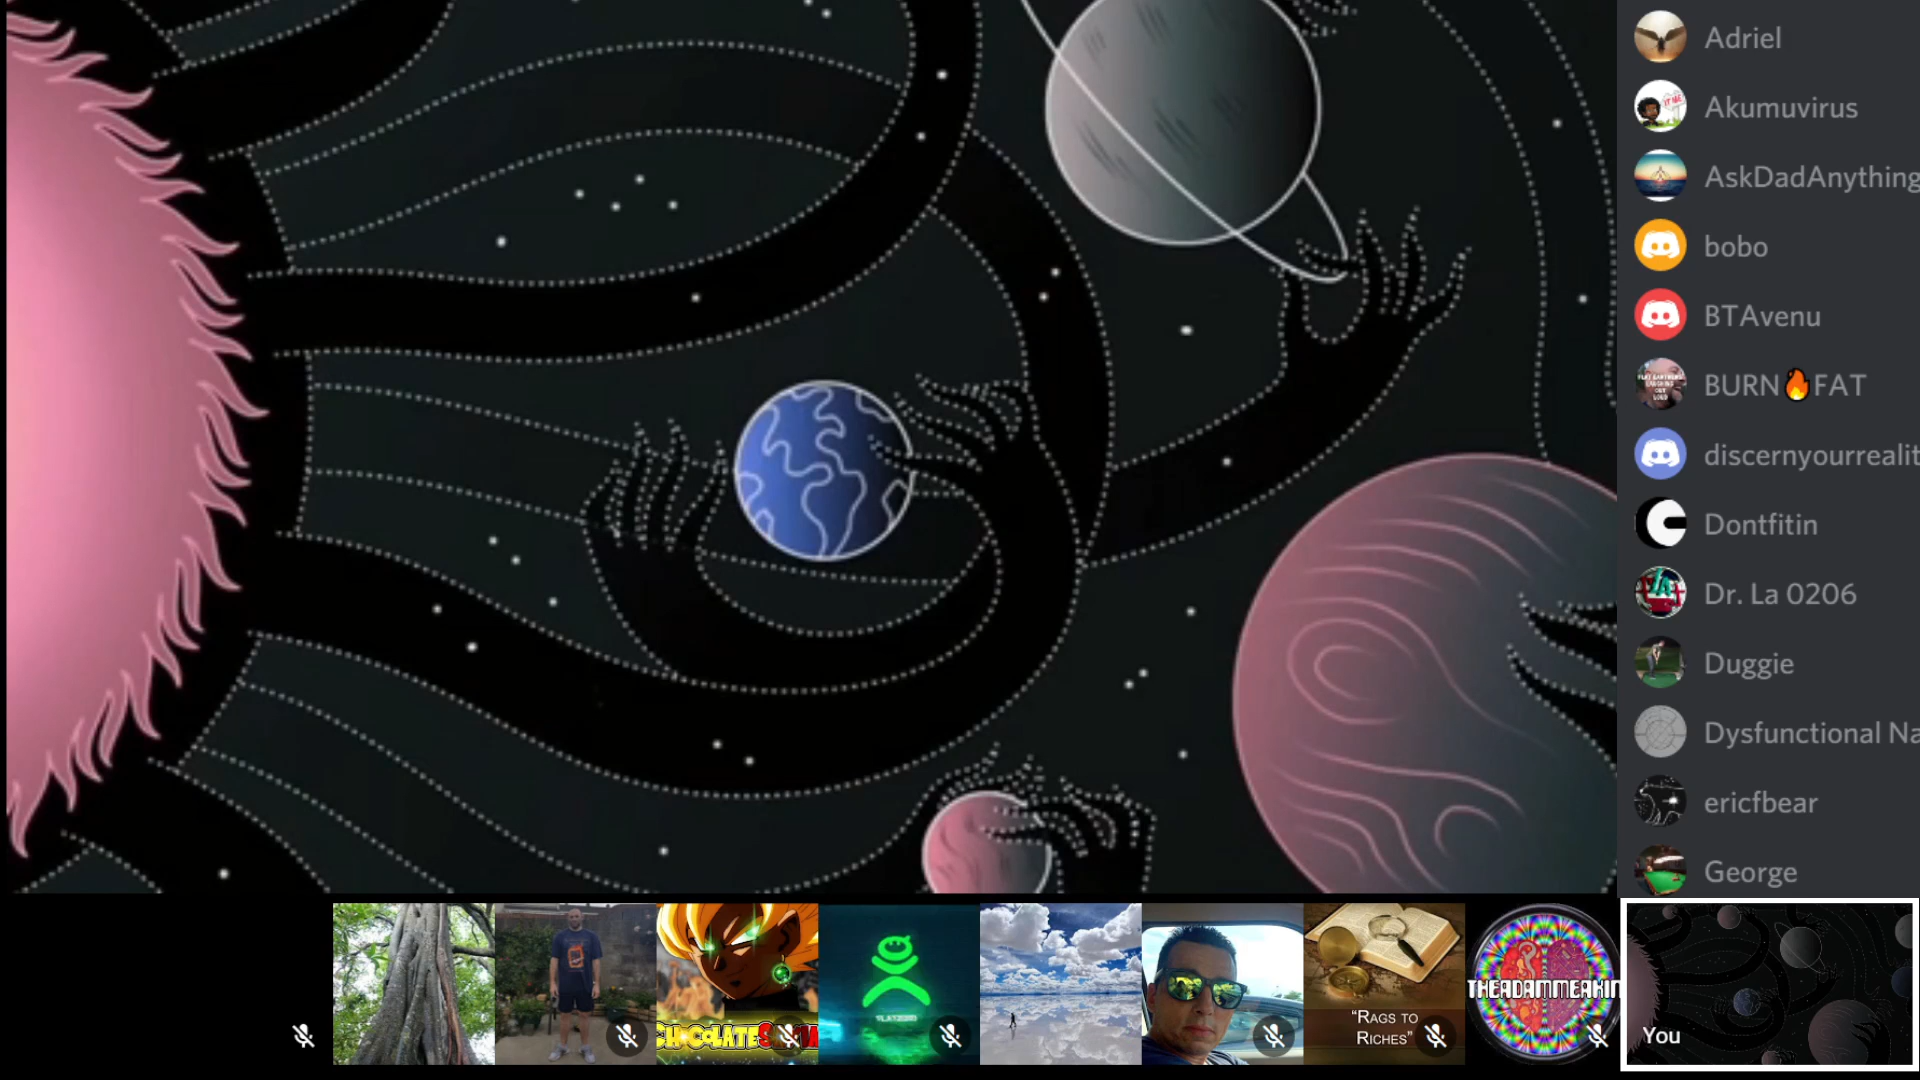 Adriel
Akumuvirus
AskDadAnything
bobo
BTAvenu
BURN🔥FAT
discernyourrealit
Dontfitin
Dr. La 0206
Duggie
Dysfunctional Na
ericfbear
George
CHOCOLATE
"RAGS TO
RICHES"
THEADAMMEAKIN
You